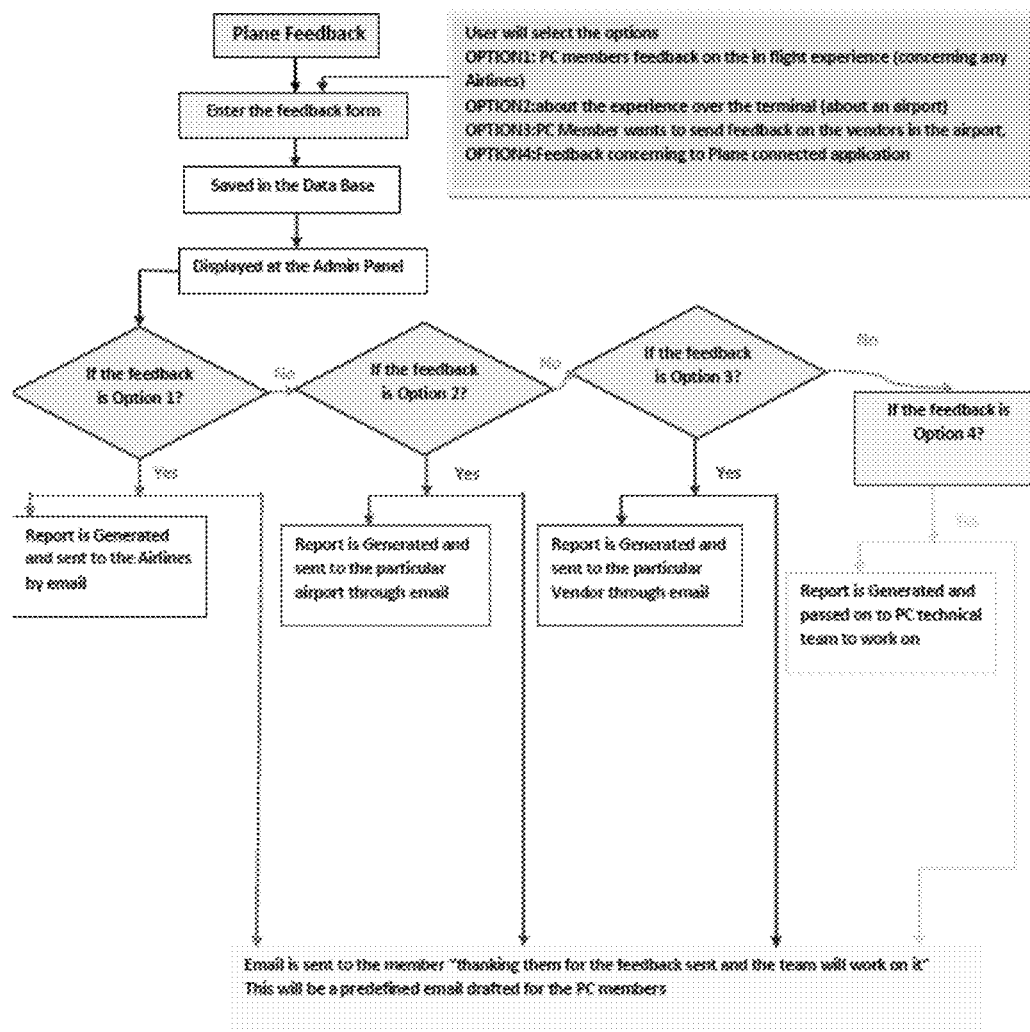 Plane Feedback
User will select the options
OPTION1: PC members feedback on the in flight experience (concerning any
Airlines)
OPTION2:about the experience over the terminal (about an airport)
OPTION3:PC Member wants to send feedback on the vendors in the airport.
OPTION4:Feedback concerning to Plane connected application
Enter the feedback form
Saved in the Data Base
Displayed at the Admin Panel
If the feedback
is Option 1?
No
If the feedback
is Option 2?
No
If the feedback
is Option 3?
No
If the feedback is
Option 4?
Yes
Yes
Yes
Yes
Report is Generated
and sent to the Airlines
by email
Report is Generated and
sent to the particular
airport through email
Report is Generated and
sent to the particular
Vendor through email
Report is Generated and
passed on to PC technical
team to work on
Email is sent to the member "thanking them for the feedback sent and the team will work on it"
This will be a predefined email drafted for the PC members